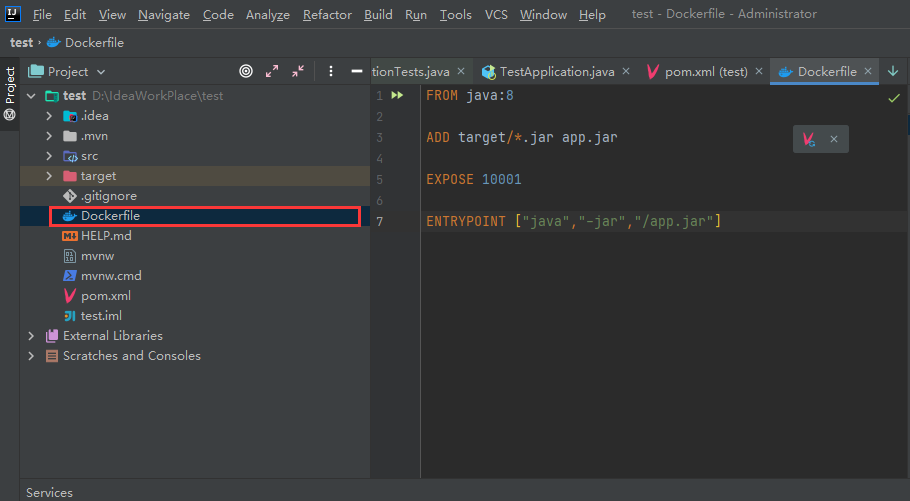 File Edit View Navigate Code Analyze Refactor Build Run Tools VCS Window Help test - Dockerfile - Administrator
test › Dockerfile
Project
Project
tionTests.java × TestApplication.java × pom.xml (test) × Dockerfile ×
test D:\IdeaWorkPlace\test
.idea
.mvn
src
target
.gitignore
Dockerfile
HELP.md
mvnw
mvnw.cmd
pom.xml
test.iml
External Libraries
Scratches and Consoles
1 FROM java:8
2
3 ADD target/*.jar app.jar
4
5 EXPOSE 10001
6
7 ENTRYPOINT ["java","-jar","/app.jar"]
Services